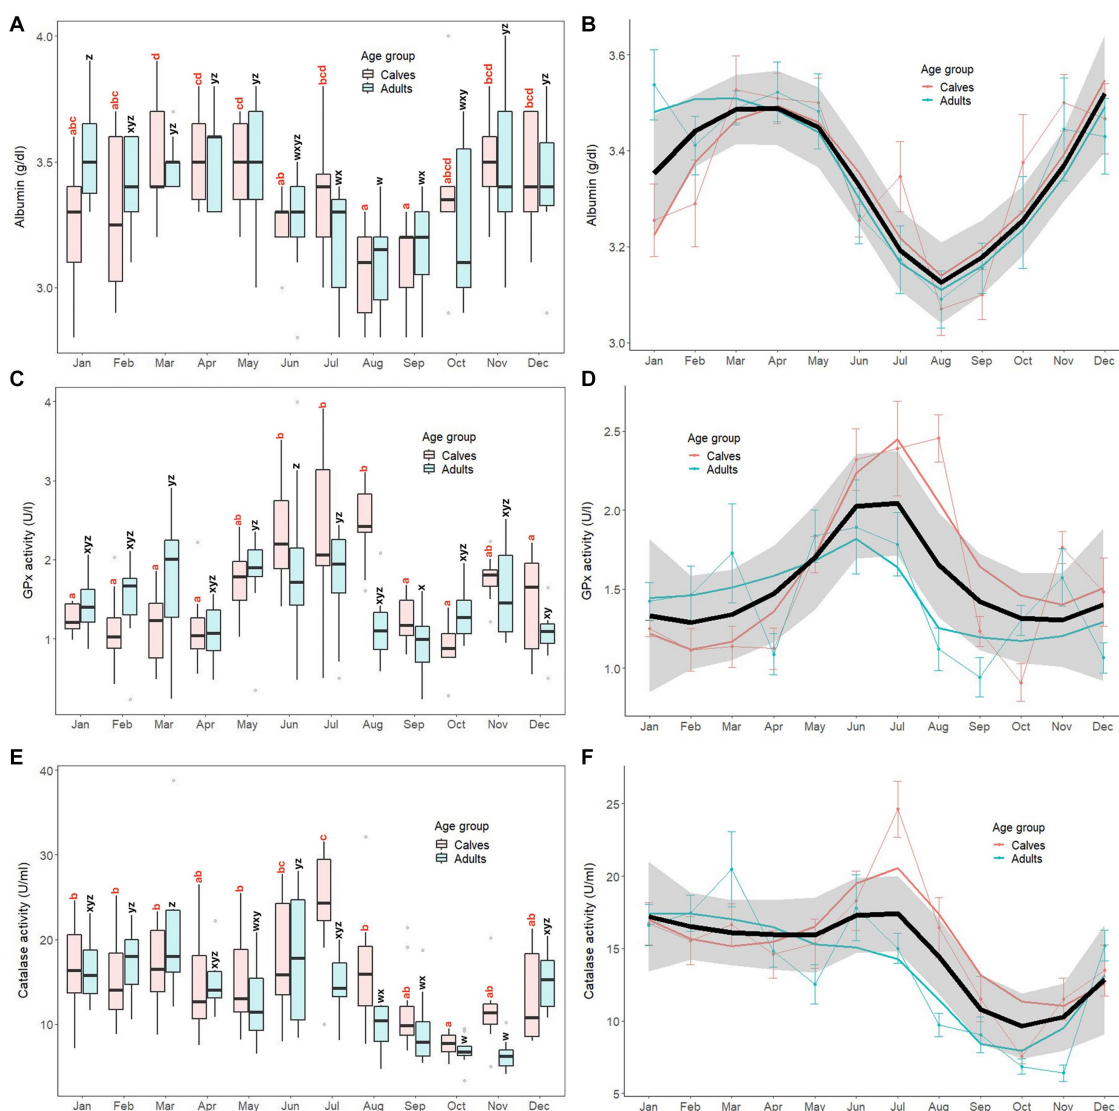 A
Albumin (g/dl)
4.0
3.5
3.0
Age group
Calves
Adults
abc z abc xyz d yz cd yz cd yz ab wxyz bcd wx a w a wx abcd wxy bcd yz bcd yz
Jan Feb Mar Apr May Jun Jul Aug Sep Oct Nov Dec
B
Albumin (g/dl)
3.6
3.4
3.2
3.0
Age group
Calves
Adults
Jan Feb Mar Apr May Jun Jul Aug Sep Oct Nov Dec
C
GPx activity (U/l)
4
3
2
1
Age group
Calves
Adults
a xyz a xyz a yz a xyz ab yz b z b yz b xyz a x a xyz ab xyz a xy
Jan Feb Mar Apr May Jun Jul Aug Sep Oct Nov Dec
D
GPx activity (U/l)
2.5
2.0
1.5
1.0
Age group
Calves
Adults
Jan Feb Mar Apr May Jun Jul Aug Sep Oct Nov Dec
E
Catalase activity (U/ml)
40
30
20
10
Age group
Calves
Adults
b xyz b yz b z ab xyz b wxy bc yz c xyz b wx ab wx a w ab w ab xyz
Jan Feb Mar Apr May Jun Jul Aug Sep Oct Nov Dec
F
Catalase activity (U/ml)
25
20
15
10
5
Age group
Calves
Adults
Jan Feb Mar Apr May Jun Jul Aug Sep Oct Nov Dec